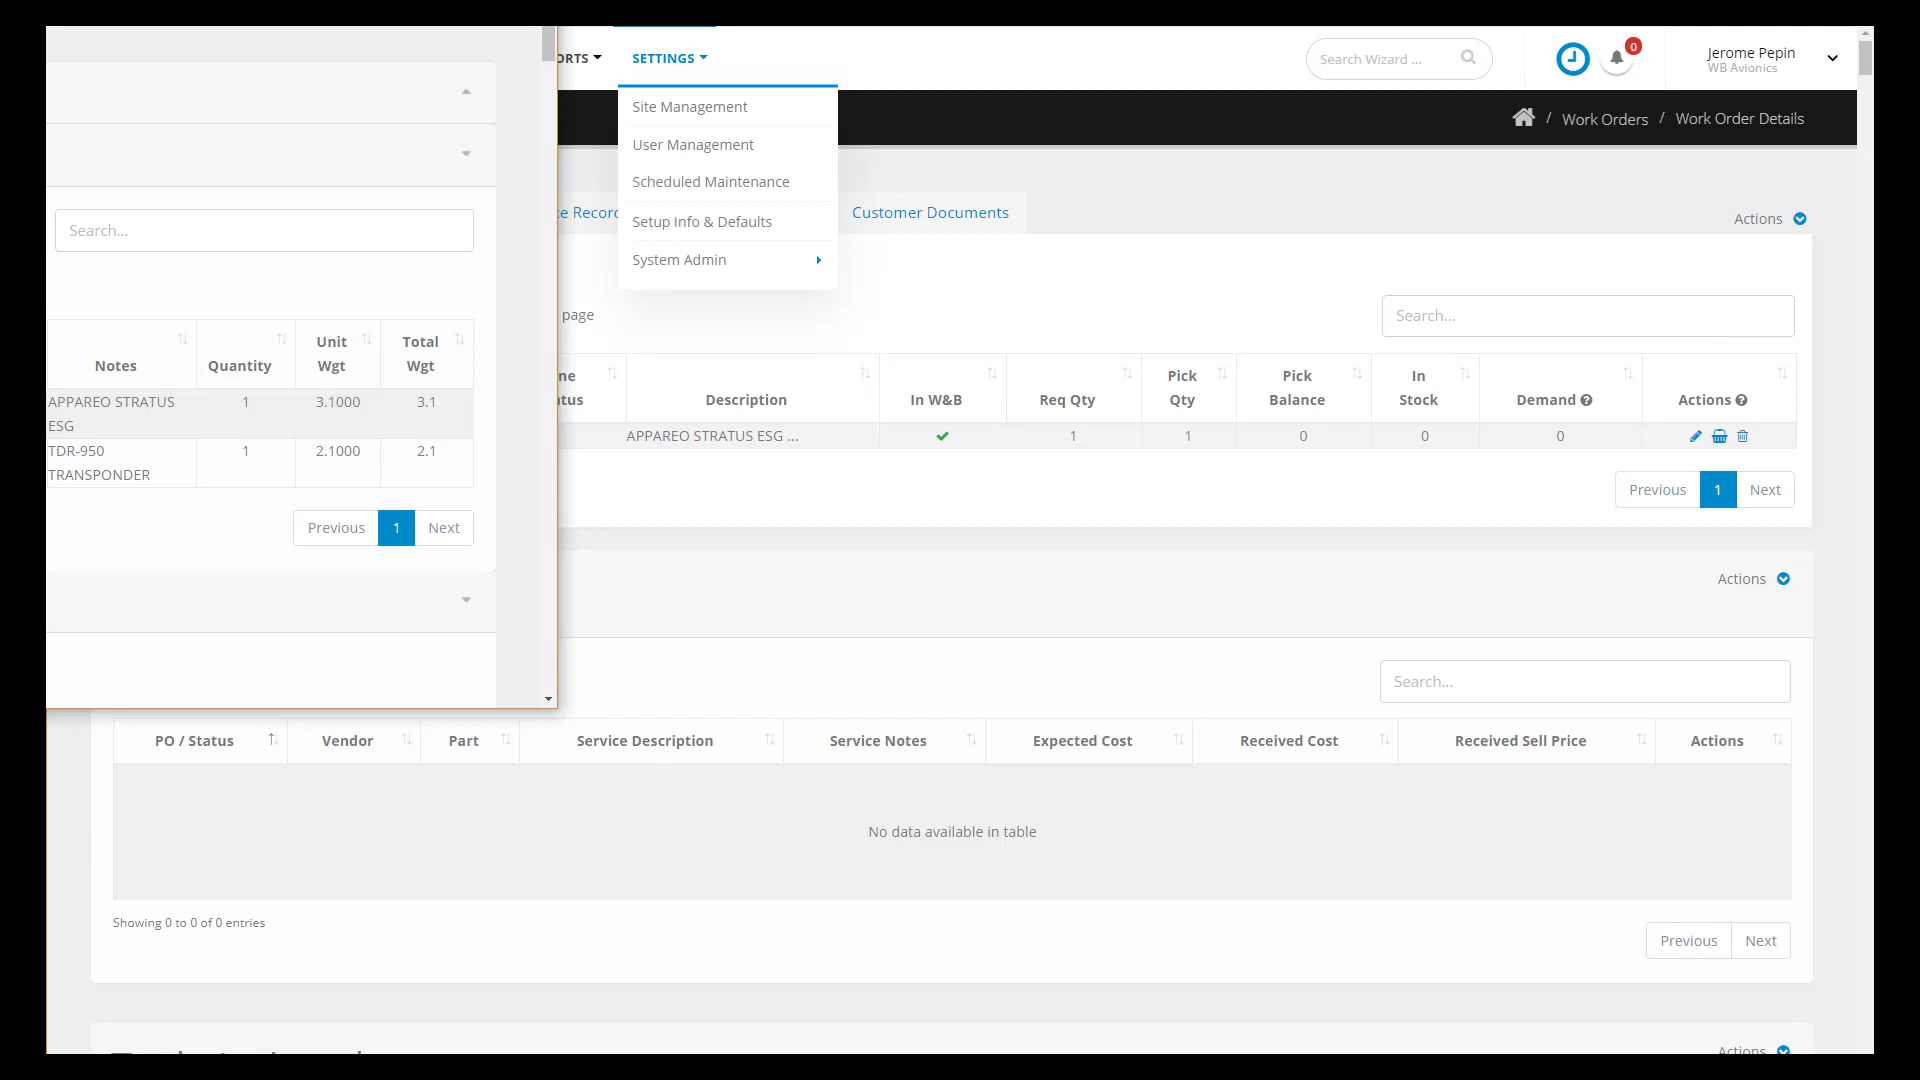 ORTS
SETTINGS
Search Wizard ...
0
Jerome Pepin
WB Avionics
Site Management
User Management
Scheduled Maintenance
Setup Info & Defaults
System Admin
/ Work Orders / Work Order Details
Customer Documents
Actions
Search...
page
Search...
Notes
Quantity
Unit
Wgt
Total
Wgt
APPAREO STRATUS
ESG
1
3.1000
3.1
TDR-950
TRANSPONDER
1
2.1000
2.1
Previous
1
Next
Description
In W&B
Req Qty
Pick
Qty
Pick
Balance
In
Stock
Demand
Actions
APPAREO STRATUS ESG ...
1
1
0
0
0
Previous
1
Next
Actions
Search...
PO / Status
Vendor
Part
Service Description
Service Notes
Expected Cost
Received Cost
Received Sell Price
Actions
No data available in table
Showing 0 to 0 of 0 entries
Previous
Next
Actions